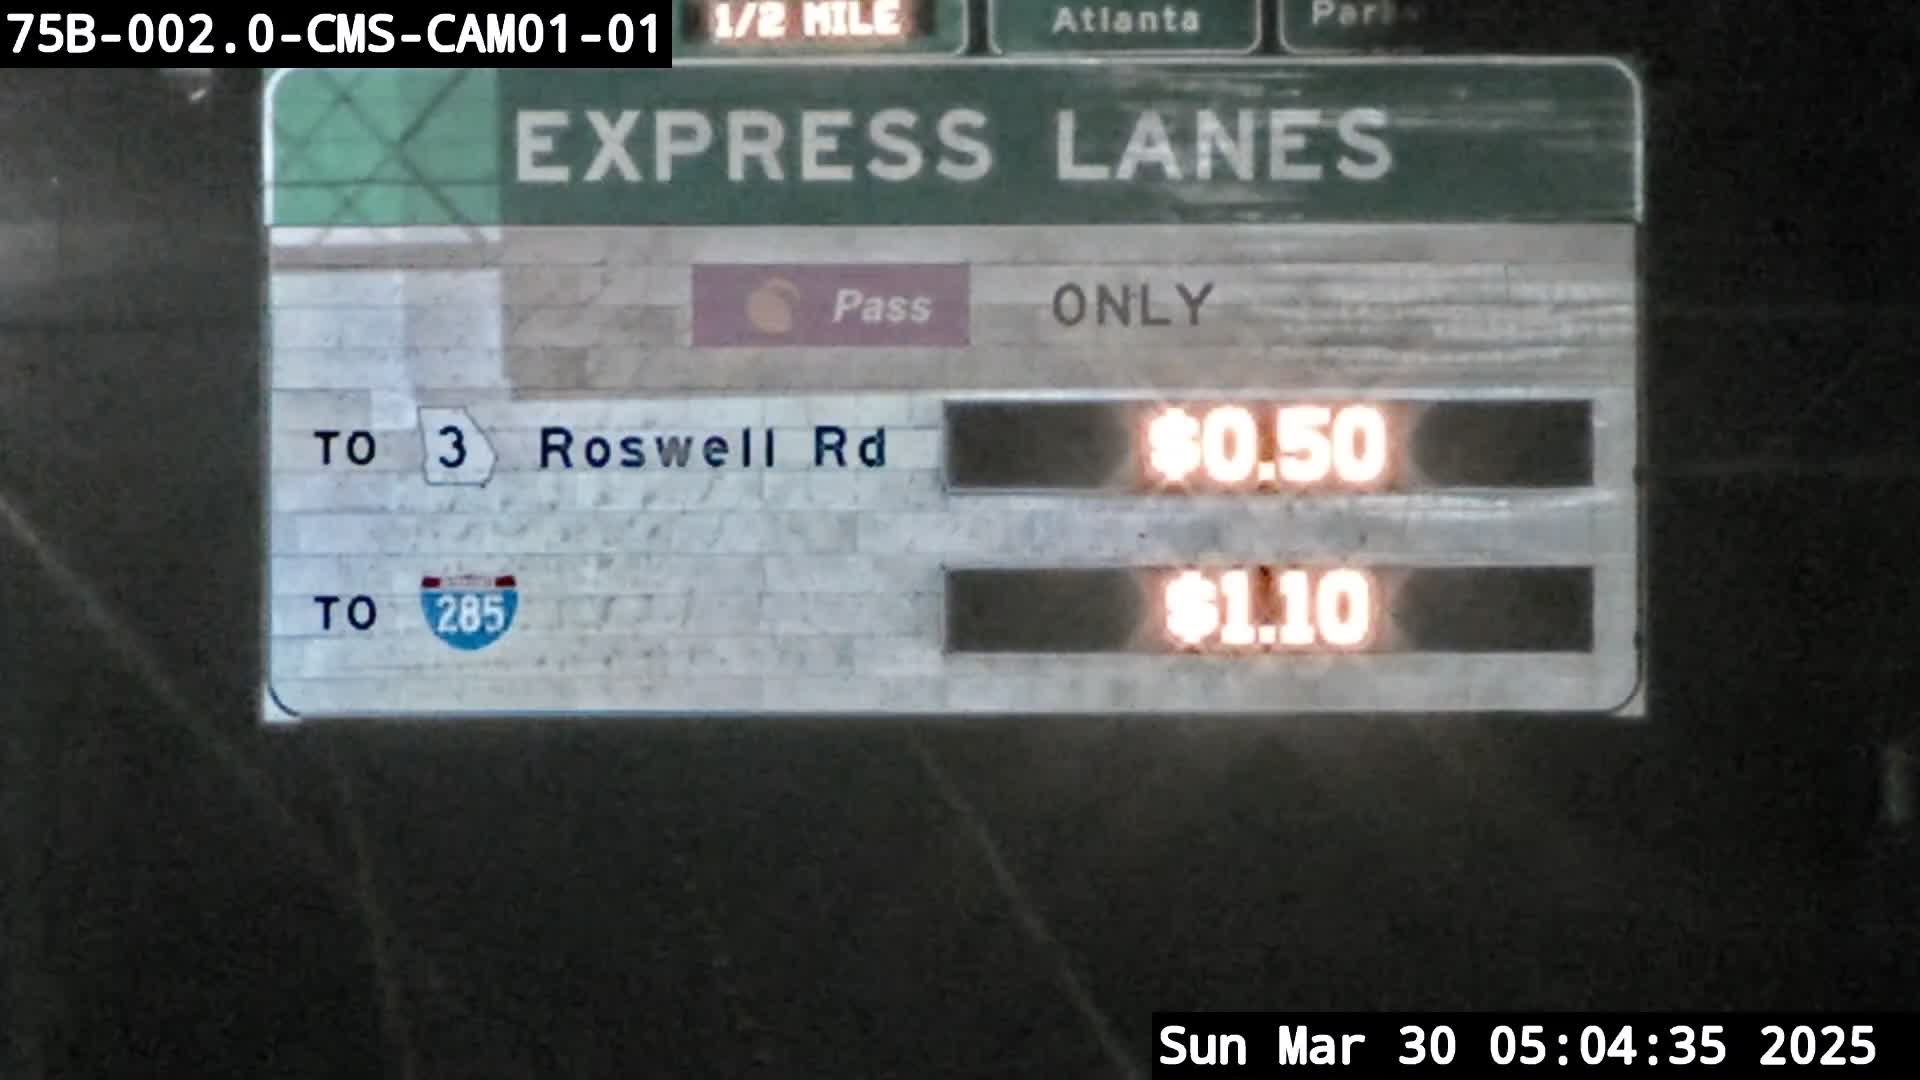 75B-002.0-CMS-CAM01-01
1/2 MILE
Atlanta
EXPRESS LANES
Pass ONLY
TO 3 Roswell Rd $0.50
TO 285 $1.10
Sun Mar 30 05:04:35 2025